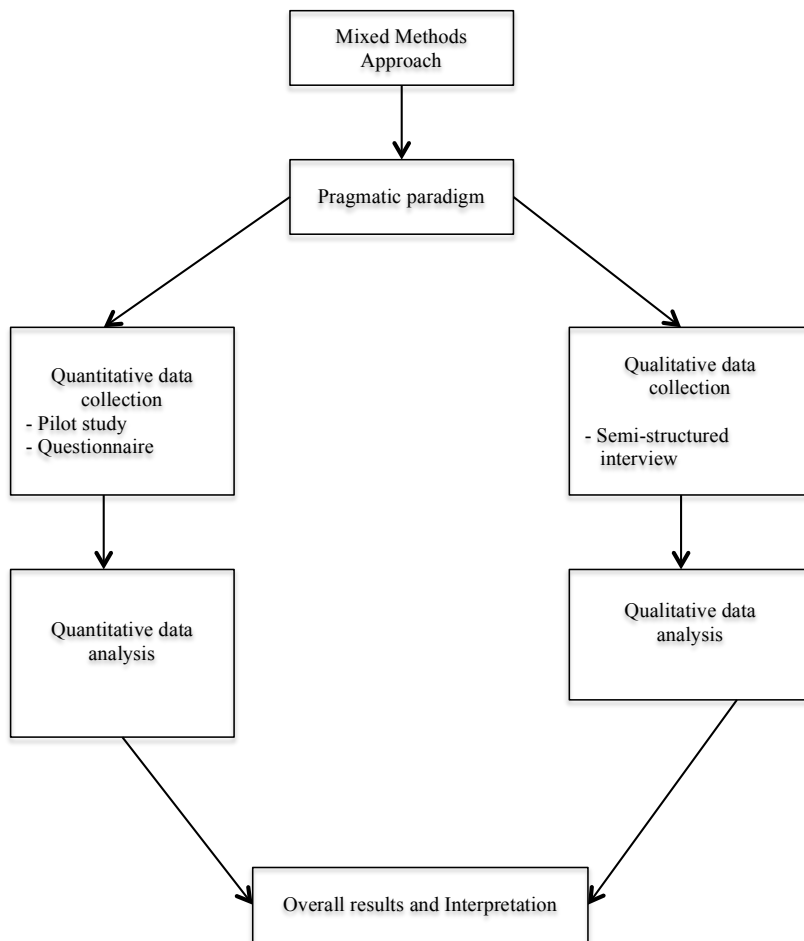 Mixed Methods
Approach
Pragmatic paradigm
Quantitative data
collection
- Pilot study
- Questionnaire
Qualitative data
collection
- Semi-structured
interview
Quantitative data
analysis
Qualitative data
analysis
Overall results and Interpretation